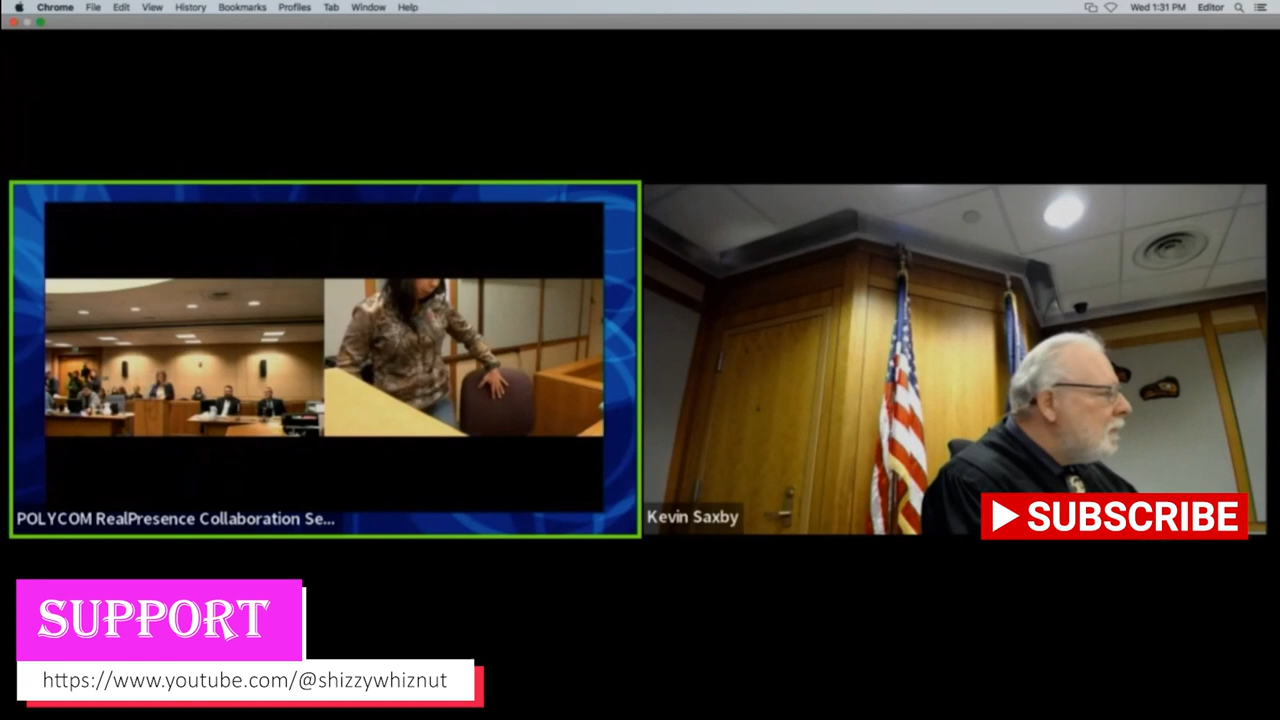 Chrome File Edit View History Bookmarks Profiles Tab Window Help Wed 1:31 PM Editor
POLYCOM RealPresence Collaboration Se...
Kevin Saxby
SUBSCRIBE
SUPPORT
https://www.youtube.com/@shizzywhiznut